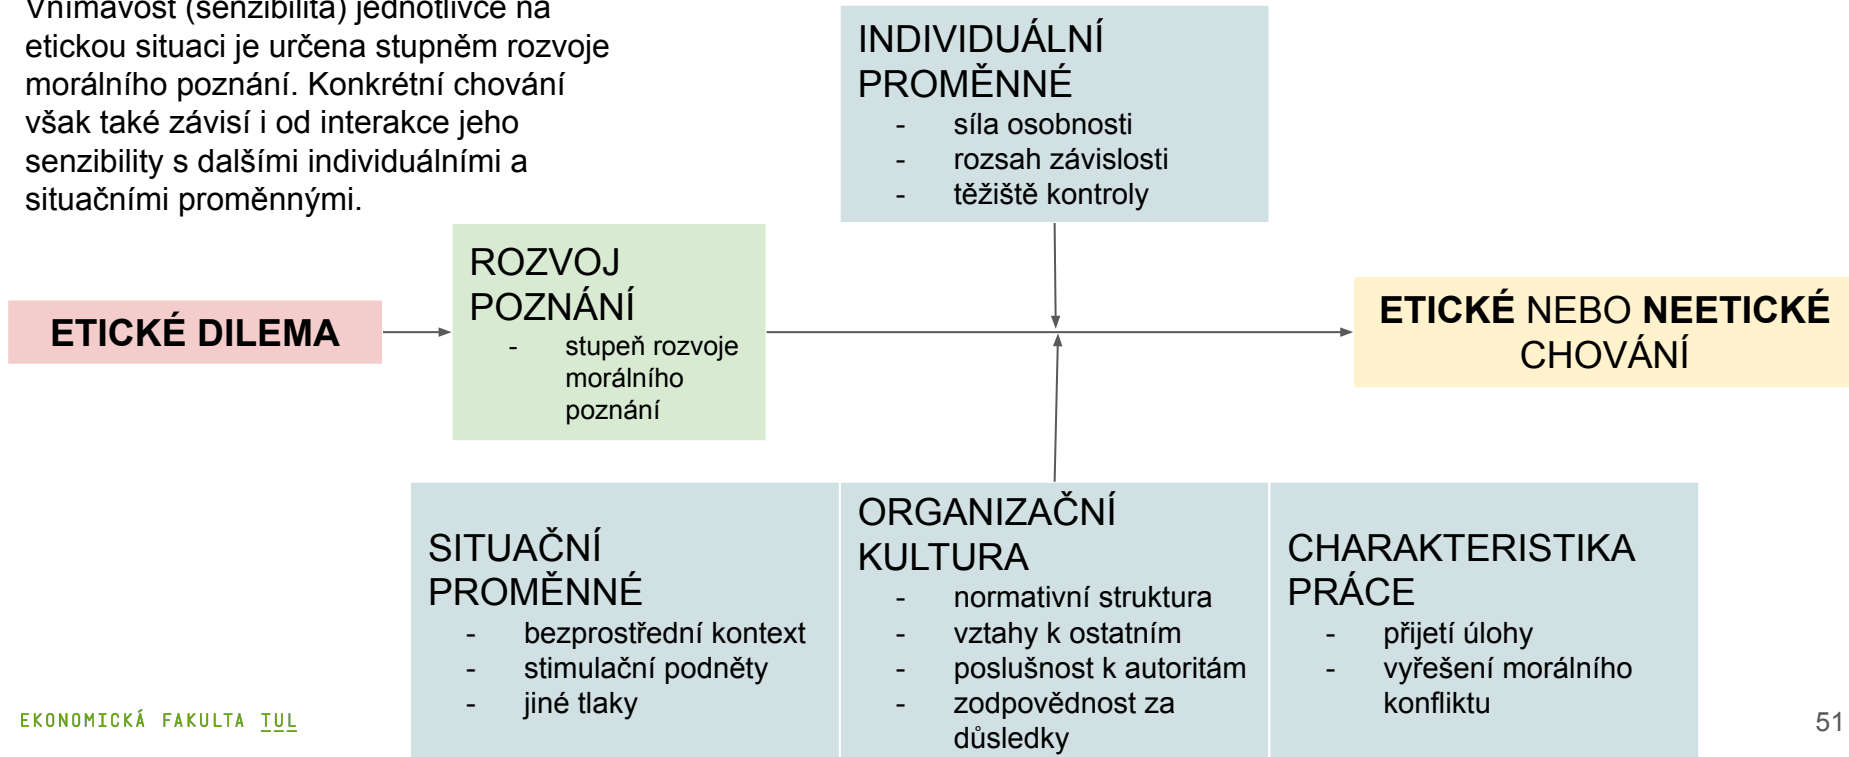 Vnímavost (senzibilita) jednotlivce na
etickou situaci je určena stupněm rozvoje
morálního poznání. Konkrétní chování
však také závisí i od interakce jeho
senzibility s dalšími individuálními a
situačními proměnnými.
INDIVIDUÁLNÍ
PROMĚNNÉ
- síla osobnosti
- rozsah závislosti
- těžiště kontroly
ETICKÉ DILEMA
ROZVOJ
POZNÁNÍ
- stupeň rozvoje
morálního
poznání
ETICKÉ NEBO NEETICKÉ
CHOVÁNÍ
SITUAČNÍ
PROMĚNNÉ
- bezprostřední kontext
- stimulační podněty
- jiné tlaky
ORGANIZAČNÍ
KULTURA
- normativní struktura
- vztahy k ostatním
- poslušnost k autoritám
- zodpovědnost za
důsledky
CHARAKTERISTIKA
PRÁCE
- přijetí úlohy
- vyřešení morálního
konfliktu
EKONOMICKÁ FAKULTA TUL
51